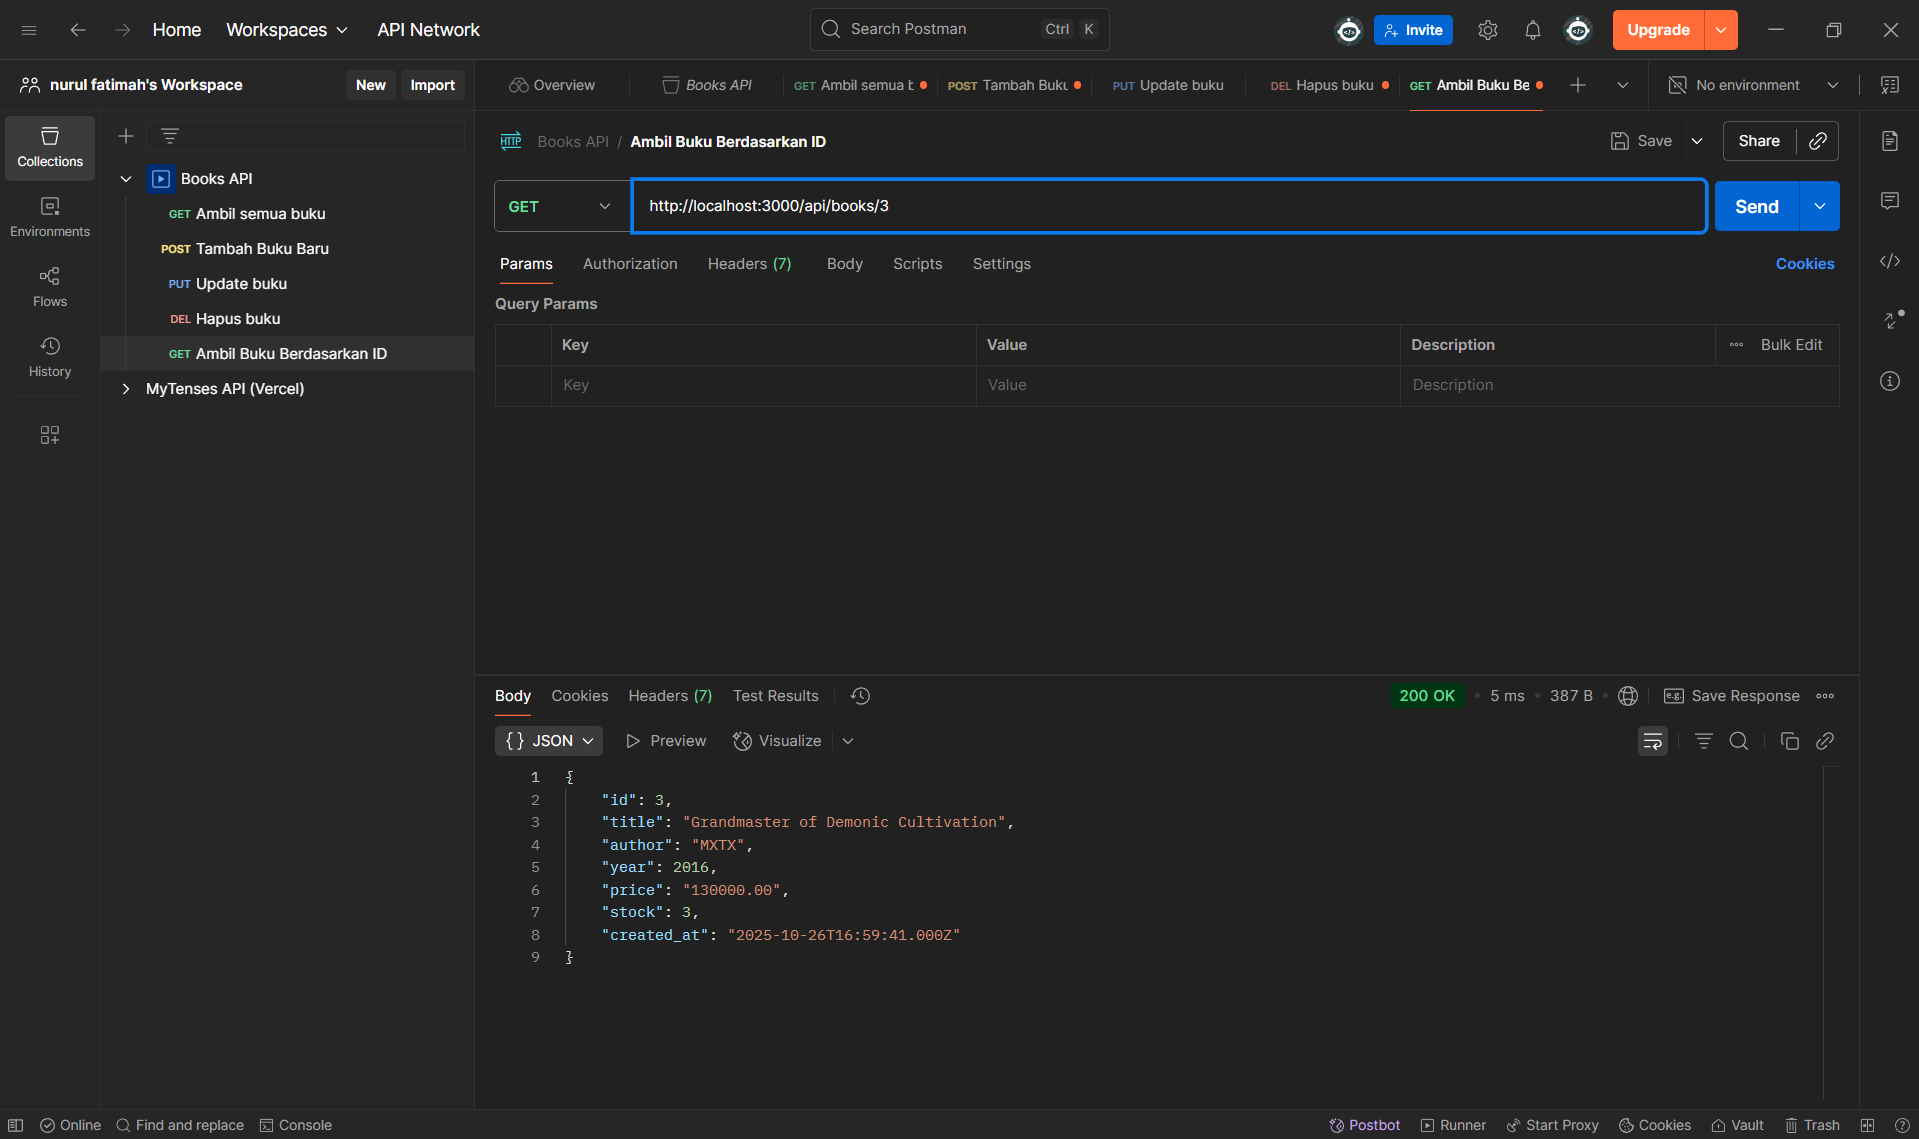 Home Workspaces API Network Search Postman Ctrl K Invite Upgrade
nurul fatimah's Workspace New Import Overview Books API GET Ambil semua b POST Tambah Buku PUT Update buku DEL Hapus buku GET Ambil Buku Be No environment
Collections
Environments
Flows
History
Books API
GET Ambil semua buku
POST Tambah Buku Baru
PUT Update buku
DEL Hapus buku
GET Ambil Buku Berdasarkan ID
MyTenses API (Vercel)
HTTP Books API / Ambil Buku Berdasarkan ID Save Share
GET http://localhost:3000/api/books/3 Send
Params Authorization Headers (7) Body Scripts Settings Cookies
Query Params
Key Value Description Bulk Edit
Key Value Description
Body Cookies Headers (7) Test Results 200 OK 5 ms 387 B e.g. Save Response
{} JSON Preview Visualize
1 {
2 "id": 3,
3 "title": "Grandmaster of Demonic Cultivation",
4 "author": "MXTX",
5 "year": 2016,
6 "price": "130000.00",
7 "stock": 3,
8 "created_at": "2025-10-26T16:59:41.000Z"
9 }
Online Find and replace Console Postbot Runner Start Proxy Cookies Vault Trash